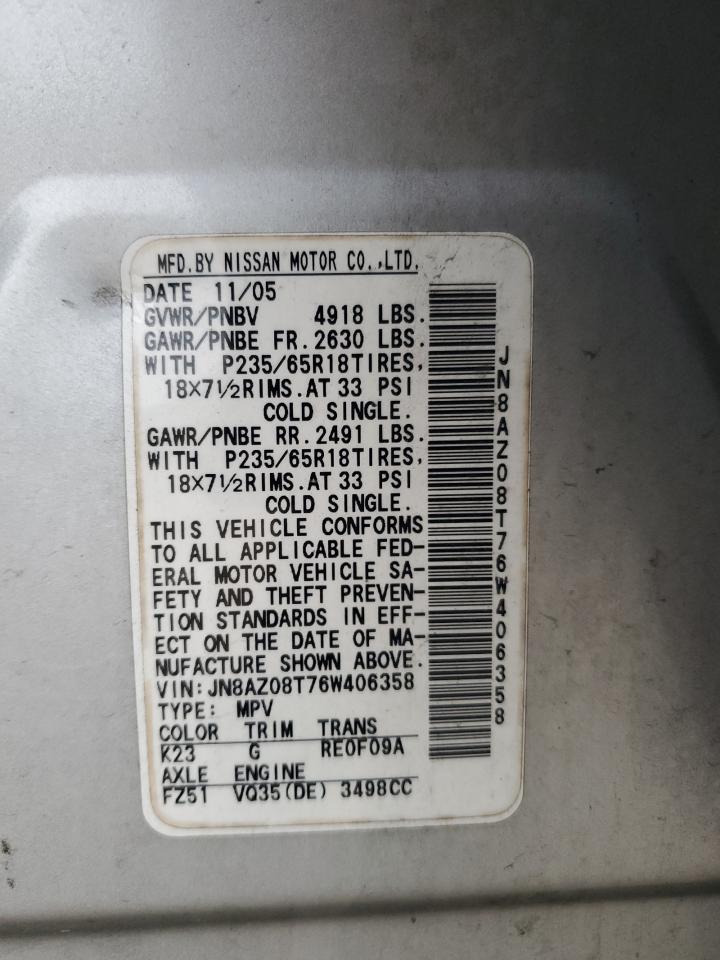 MFD.BY NISSAN MOTOR CO.,LTD.
DATE 11/05
GVWR/PNBV 4918 LBS.
GAWR/PNBE FR.2630 LBS.
WITH P235/65R18TIRES,
18X7½RIMS.AT 33 PSI
COLD SINGLE.
GAWR/PNBE RR.2491 LBS.
WITH P235/65R18TIRES,
18X7½RIMS.AT 33 PSI
COLD SINGLE.
THIS VEHICLE CONFORMS
TO ALL APPLICABLE FED-
ERAL MOTOR VEHICLE SA-
FETY AND THEFT PREVEN-
TION STANDARDS IN EFF-
ECT ON THE DATE OF MA-
NUFACTURE SHOWN ABOVE.
VIN:JN8AZ08T76W406358
TYPE: MPV
COLOR TRIM TRANS
K23 G RE0F09A
AXLE ENGINE
FZ51 VQ35(DE) 3498CC
JN8AZ08T76W406358